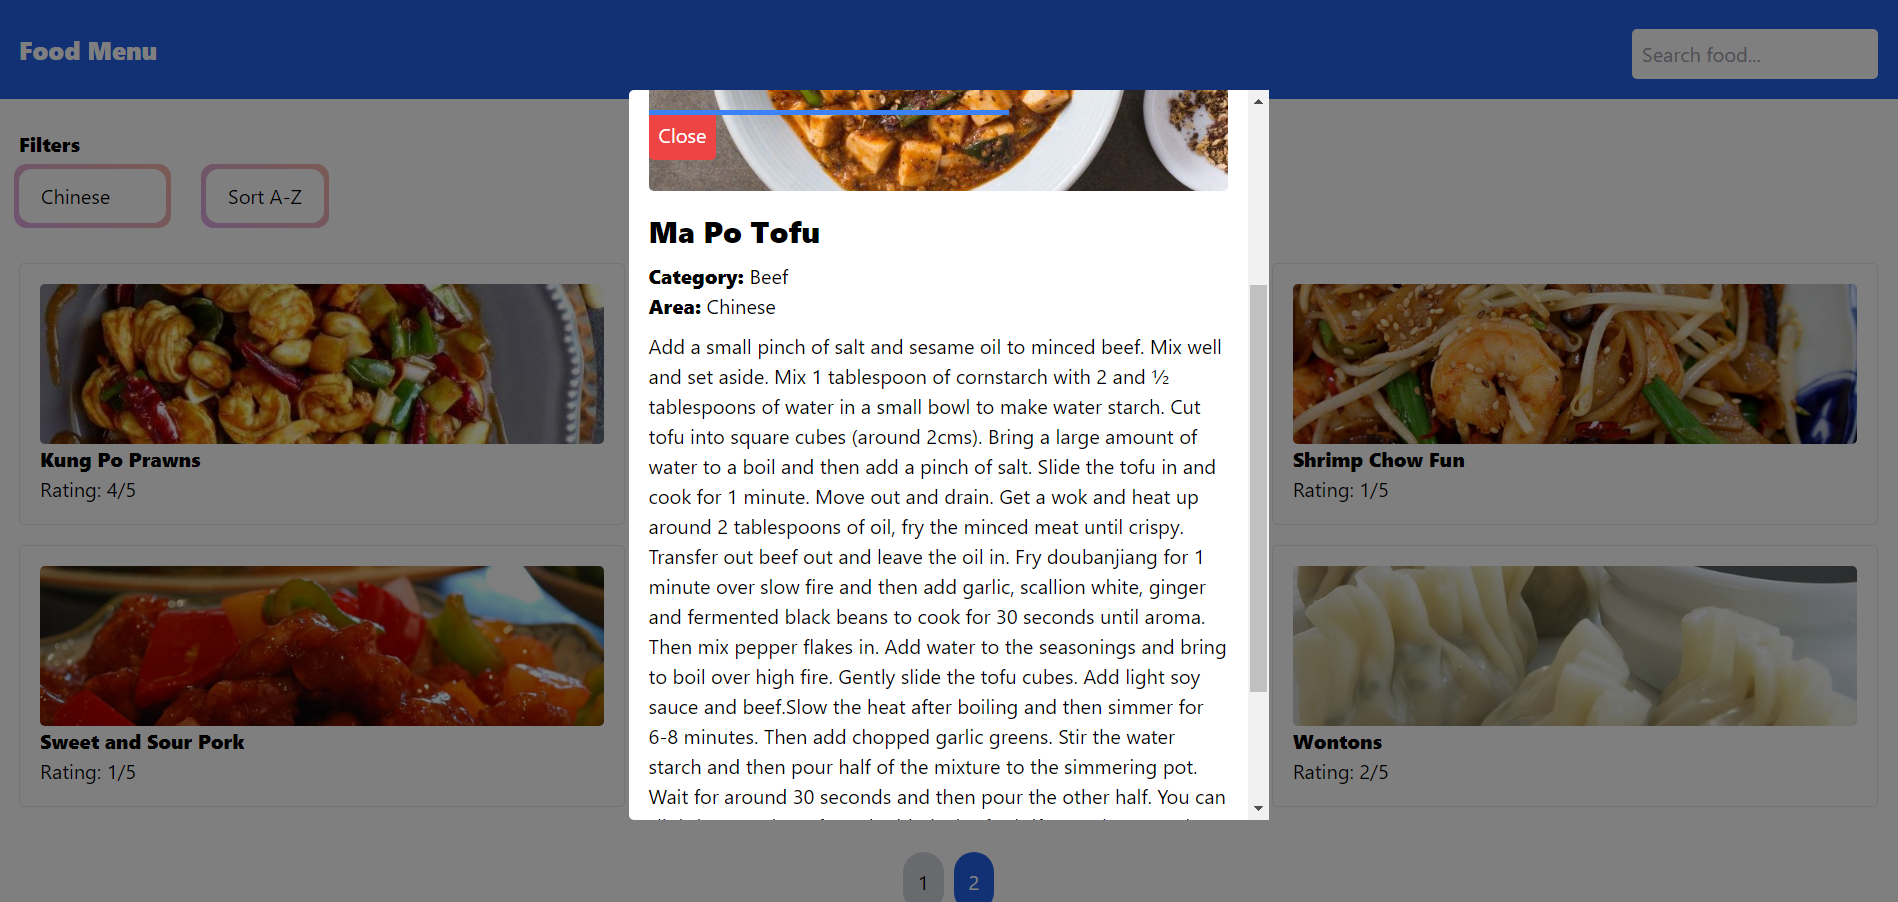 Food Menu
Search food...
Filters
Chinese
Sort A-Z
Close
Ma Po Tofu
Category: Beef
Area: Chinese
Add a small pinch of salt and sesame oil to minced beef. Mix well
and set aside. Mix 1 tablespoon of cornstarch with 2 and ½
tablespoons of water in a small bowl to make water starch. Cut
tofu into square cubes (around 2cms). Bring a large amount of
water to a boil and then add a pinch of salt. Slide the tofu in and
cook for 1 minute. Move out and drain. Get a wok and heat up
around 2 tablespoons of oil, fry the minced meat until crispy.
Transfer out beef out and leave the oil in. Fry doubanjiang for 1
minute over slow fire and then add garlic, scallion white, ginger
and fermented black beans to cook for 30 seconds until aroma.
Then mix pepper flakes in. Add water to the seasonings and bring
to boil over high fire. Gently slide the tofu cubes. Add light soy
sauce and beef.Slow the heat after boiling and then simmer for
6-8 minutes. Then add chopped garlic greens. Stir the water
starch and then pour half of the mixture to the simmering pot.
Wait for around 30 seconds and then pour the other half. You can
Kung Po Prawns
Rating: 4/5
Shrimp Chow Fun
Rating: 1/5
Sweet and Sour Pork
Rating: 1/5
Wontons
Rating: 2/5
1
2